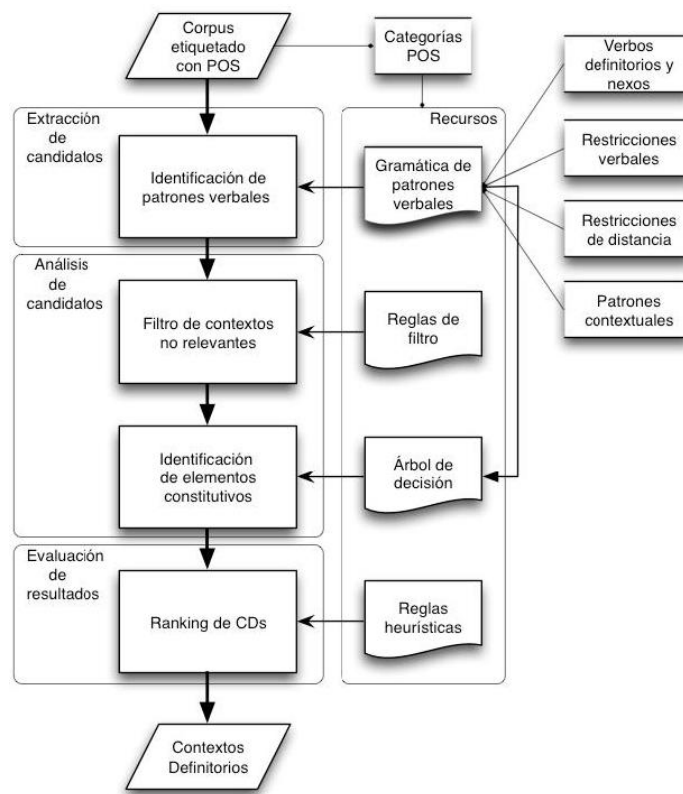 Corpus
etiquetado
con POS
Categorías
POS
Verbos
definitorios y
nexos
Extracción
de
candidatos
Recursos
Identificación de
patrones verbales
Gramática de
patrones
verbales
Restricciones
verbales
Restricciones
de distancia
Análisis
de
candidatos
Filtro de contextos
no relevantes
Reglas de
filtro
Patrones
contextuales
Identificación
de elementos
constitutivos
Árbol de
decisión
Evaluación
de
resultados
Ranking de CDs
Reglas
heurísticas
Contextos
Definitorios